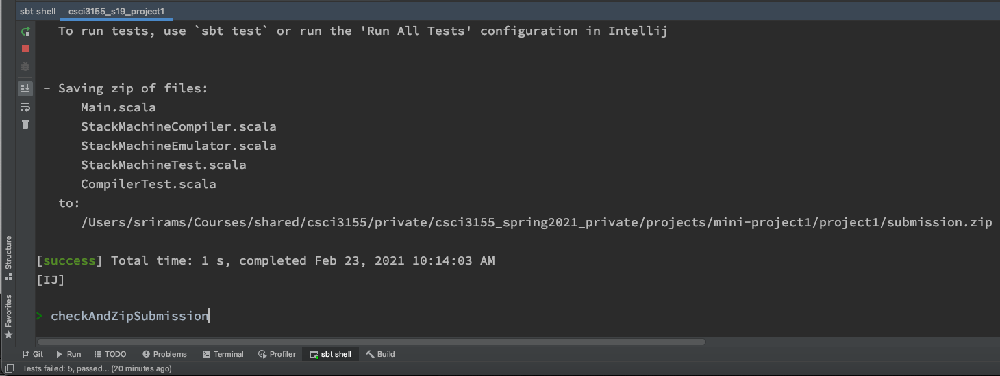 sbt shell csci3155_s19_project1
To run tests, use `sbt test` or run the 'Run All Tests' configuration in Intellij
- Saving zip of files:
Main.scala
StackMachineCompiler.scala
StackMachineEmulator.scala
StackMachineTest.scala
CompilerTest.scala
to:
/Users/srirams/Courses/shared/csci3155/private/csci3155_spring2021_private/projects/mini-project1/project1/submission.zip
[success] Total time: 1 s, completed Feb 23, 2021 10:14:03 AM
[IJ]
> checkAndZipSubmission
Structure
Favorites
Git Run TODO Problems Terminal Profiler sbt shell Build
Tests failed: 5, passed... (20 minutes ago)